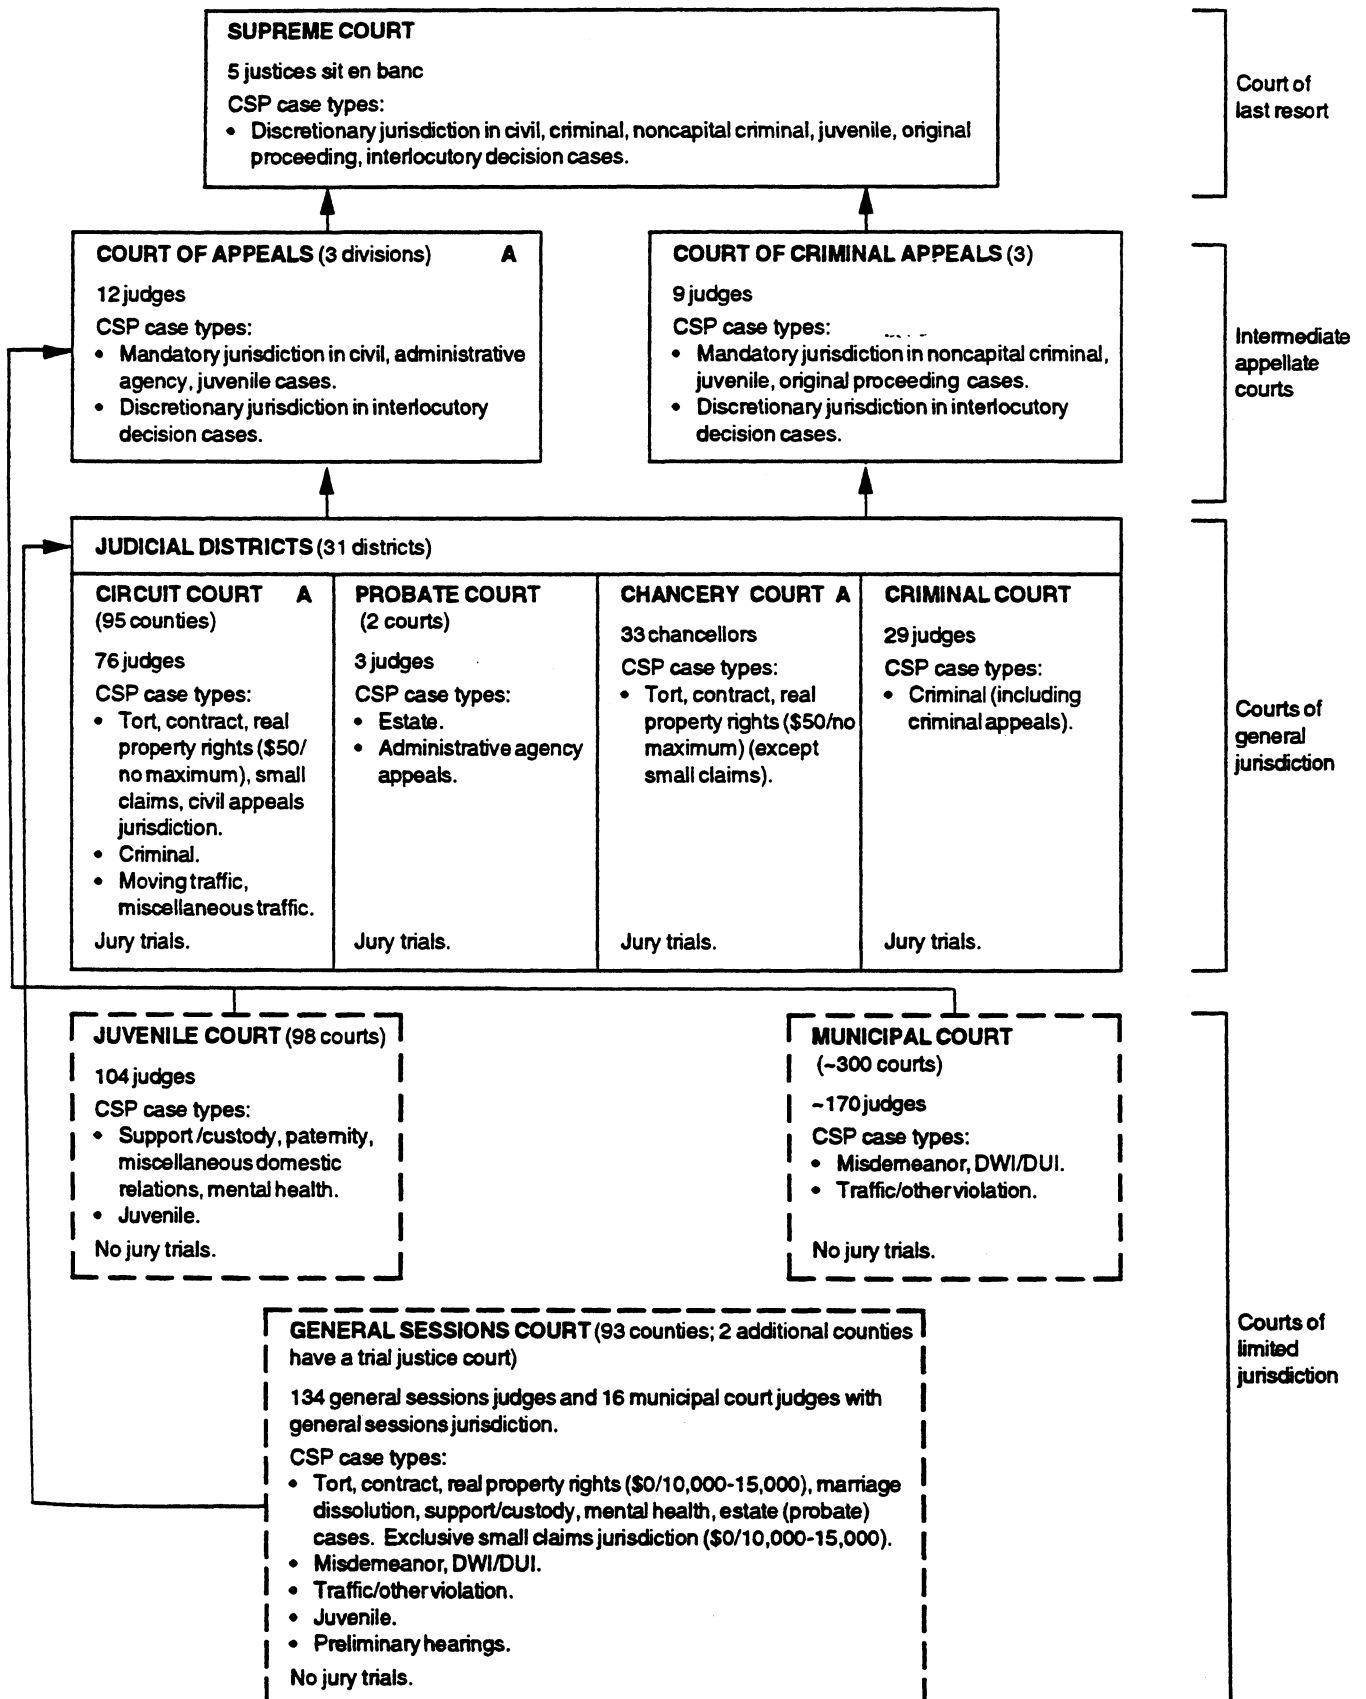 SUPREME COURT
5 justices sit en banc
CSP case types:
• Discretionary jurisdiction in civil, criminal, noncapital criminal, juvenile, original
proceeding, interlocutory decision cases.
Court of
last resort
COURT OF APPEALS (3 divisions) A
12 judges
CSP case types:
• Mandatory jurisdiction in civil, administrative
agency, juvenile cases.
• Discretionary jurisdiction in interlocutory
decision cases.
COURT OF CRIMINAL APPEALS (3)
9 judges
CSP case types:
• Mandatory jurisdiction in noncapital criminal,
juvenile, original proceeding cases.
• Discretionary jurisdiction in interlocutory
decision cases.
Intermediate
appellate
courts
JUDICIAL DISTRICTS (31 districts)
CIRCUIT COURT A
(95 counties)
76 judges
CSP case types:
• Tort, contract, real
property rights ($50/
no maximum), small
claims, civil appeals
jurisdiction.
• Criminal.
• Moving traffic,
miscellaneous traffic.
Jury trials.
PROBATE COURT
(2 courts)
3 judges
CSP case types:
• Estate.
• Administrative agency
appeals.
Jury trials.
CHANCERY COURT A
33 chancellors
CSP case types:
• Tort, contract, real
property rights ($50/no
maximum) (except
small claims).
Jury trials.
CRIMINAL COURT
29 judges
CSP case types:
• Criminal (including
criminal appeals).
Jury trials.
Courts of
general
jurisdiction
JUVENILE COURT (98 courts)
104 judges
CSP case types:
• Support/custody, paternity,
miscellaneous domestic
relations, mental health.
• Juvenile.
No jury trials.
MUNICIPAL COURT
(~300 courts)
~170 judges
CSP case types:
• Misdemeanor, DWI/DUI.
• Traffic/other violation.
No jury trials.
GENERAL SESSIONS COURT (93 counties; 2 additional counties
have a trial justice court)
134 general sessions judges and 16 municipal court judges with
general sessions jurisdiction.
CSP case types:
• Tort, contract, real property rights ($0/10,000-15,000), marriage
dissolution, support/custody, mental health, estate (probate)
cases. Exclusive small claims jurisdiction ($0/10,000-15,000).
• Misdemeanor, DWI/DUI.
• Traffic/other violation.
• Juvenile.
• Preliminary hearings.
No jury trials.
Courts of
limited
jurisdiction